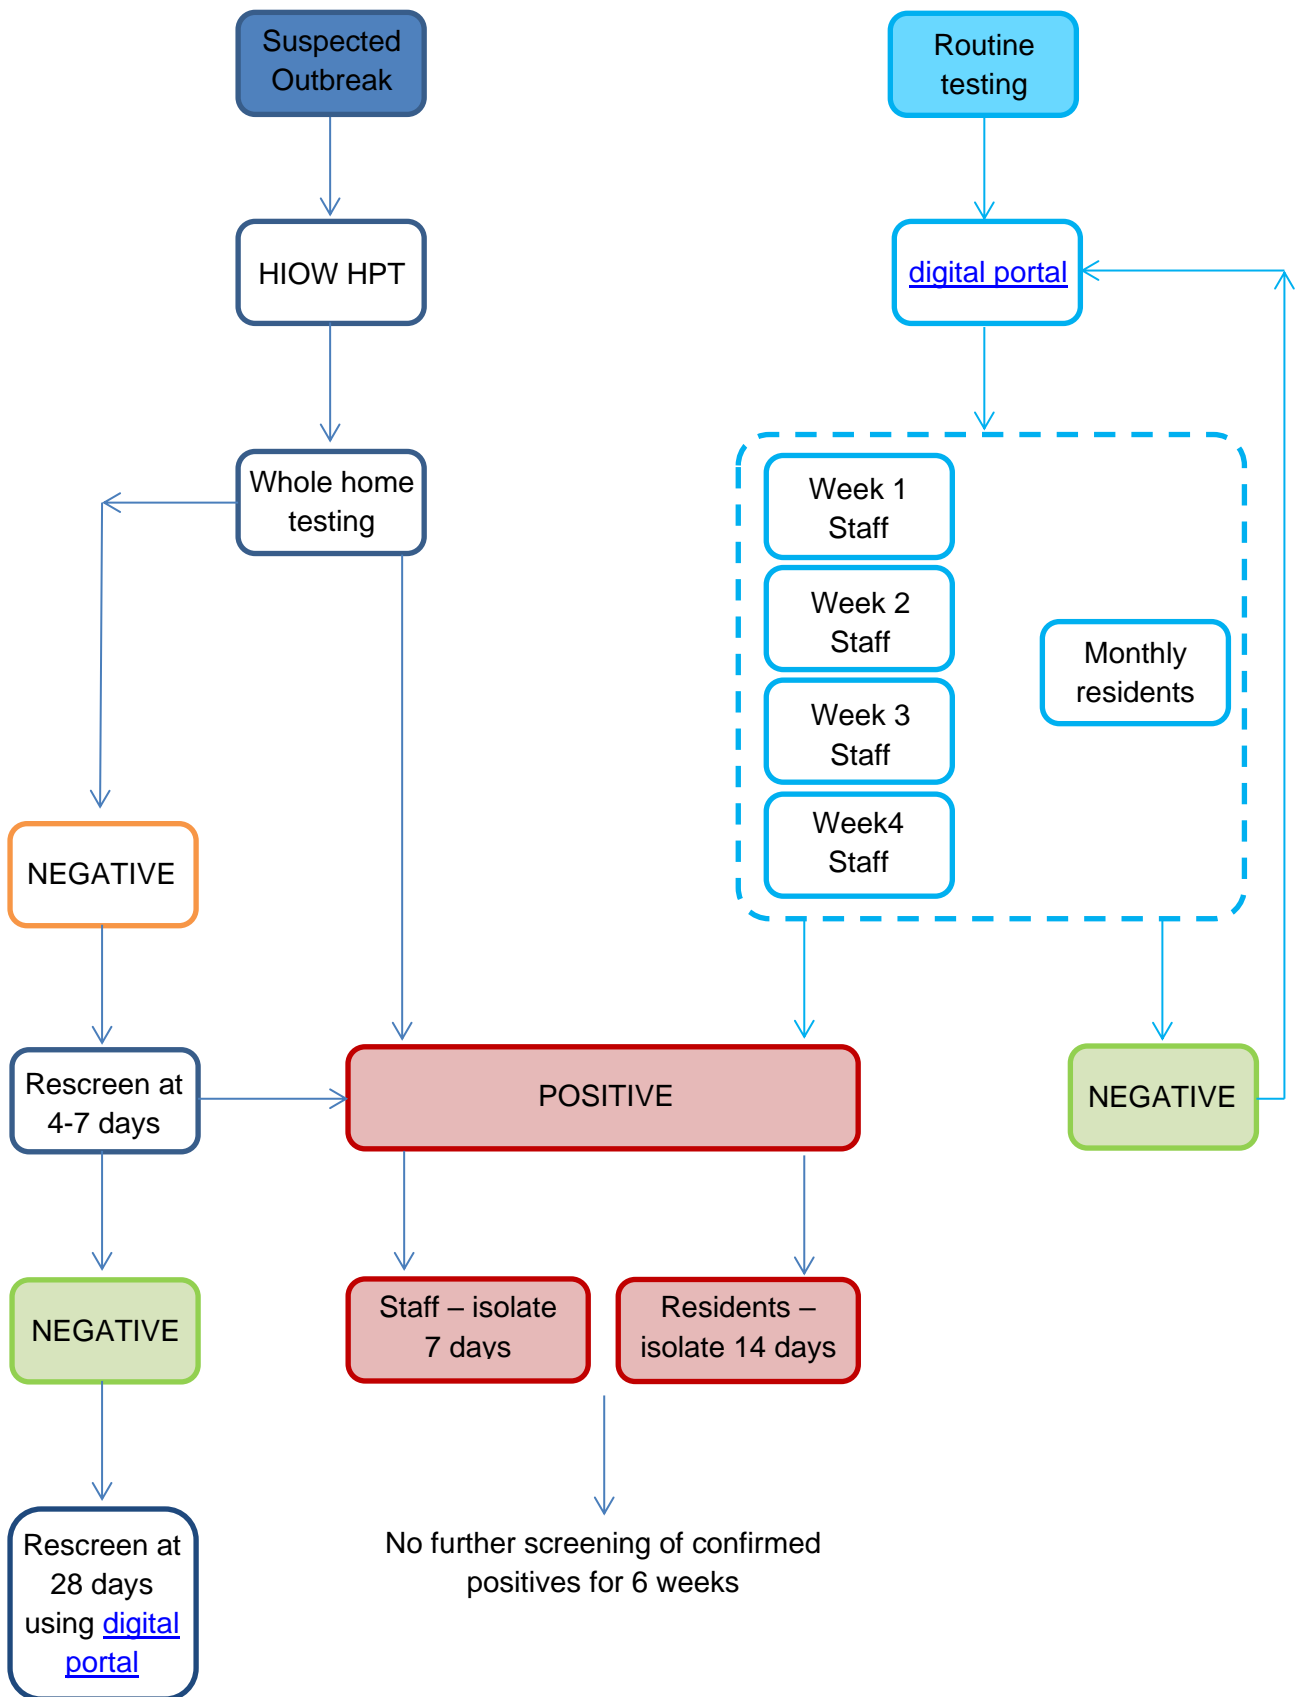 Suspected
Outbreak
Routine
testing
HIOW HPT
digital portal
Whole home
testing
Week 1
Staff
Week 2
Staff
Week 3
Staff
Week4
Staff
Monthly
residents
NEGATIVE
Rescreen at
4-7 days
POSITIVE
NEGATIVE
NEGATIVE
Staff – isolate
7 days
Residents –
isolate 14 days
Rescreen at
28 days
using digital
portal
No further screening of confirmed
positives for 6 weeks